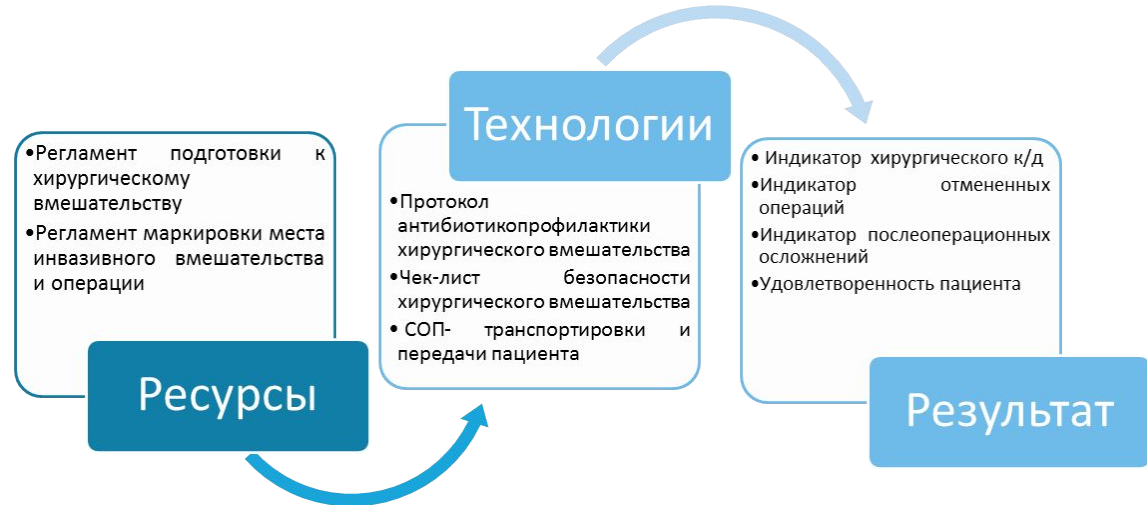 •Регламент подготовки к
хирургическому
вмешательству
•Регламент маркировки места
инвазивного вмешательства
и операции
Ресурсы
Технологии
•Протокол
антибиотикопрофилактики
хирургического вмешательства
•Чек-лист безопасности
хирургического вмешательства
• СОП- транспортировки и
передачи пациента
• Индикатор хирургического к/д
•Индикатор отмененных
операций
•Индикатор послеоперационных
осложнений
•Удовлетворенность пациента
Результат